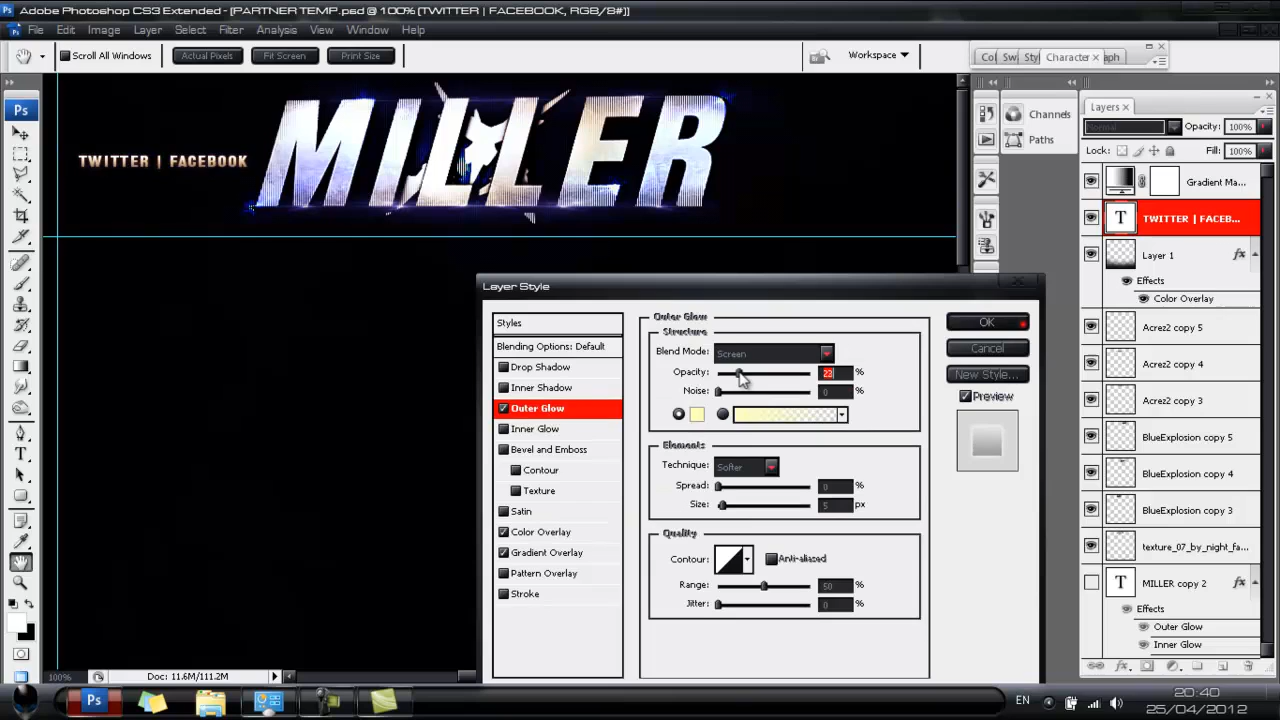 Adobe Photoshop CS3 Extended - [PARTNER TEMP.psd @ 100% (TWITTER | FACEBOOK, RGB/8#)]
File Edit Image Layer Select Filter Analysis View Window Help
Scroll All Windows Actual Pixels Fit Screen Print Size Workspace Character
TWITTER | FACEBOOK
MILLER
Channels
Paths
Layers
Normal Opacity: 100%
Lock: Fill: 100%
Gradient Ma...
T TWITTER | FACEB...
Layer 1 fx
Effects
Color Overlay
Acrez2 copy 5
Acrez2 copy 4
Acrez2 copy 3
BlueExplosion copy 5
BlueExplosion copy 4
BlueExplosion copy 3
texture_07_by_night_fa...
T MILLER copy 2 fx
Effects
Outer Glow
Inner Glow
Layer Style
Styles
Blending Options: Default
Drop Shadow
Inner Shadow
Outer Glow
Inner Glow
Bevel and Emboss
Contour
Texture
Satin
Color Overlay
Gradient Overlay
Pattern Overlay
Stroke
Outer Glow
Structure
Blend Mode: Screen
Opacity: 23 %
Noise: 0 %
Elements
Technique: Softer
Spread: 0 %
Size: 5 px
Quality
Contour: Anti-aliased
Range: 50 %
Jitter: 0 %
OK
Cancel
New Style...
Preview
100% Doc: 11.6M/111.2M
Ps
EN
20:40
25/04/2012